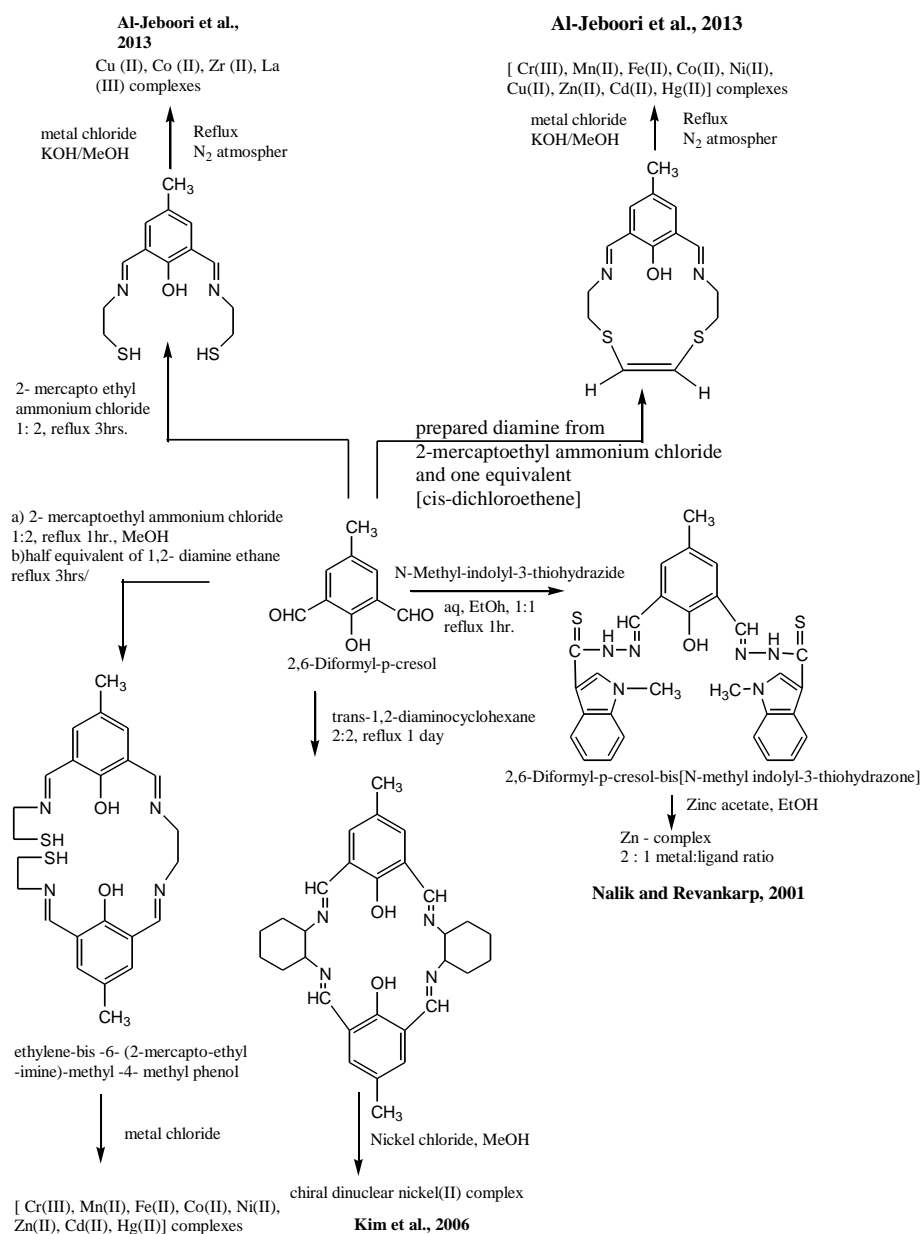 Al-Jeboori et al.,
2013
Cu (II), Co (II), Zr (II), La
(III) complexes
metal chloride
KOH/MeOH
Reflux
N2 atmospher
CH3
N
OH
N
SH
HS
2- mercapto ethyl
ammonium chloride
1: 2, reflux 3hrs.
Al-Jeboori et al., 2013
[ Cr(III), Mn(II), Fe(II), Co(II), Ni(II),
Cu(II), Zn(II), Cd(II), Hg(II)] complexes
metal chloride
KOH/MeOH
Reflux
N2 atmospher
CH3
N
OH
N
S
S
H
H
prepared diamine from
2-mercaptoethyl ammonium chloride
and one equivalent
[cis-dichloroethene]
a) 2- mercaptoethyl ammonium chloride
1:2, reflux 1hr., MeOH
b)half equivalent of 1,2- diamine ethane
reflux 3hrs/
CH3
OHC
CHO
OH
2,6-Diformyl-p-cresol
N-Methyl-indolyl-3-thiohydrazide
aq, EtOh, 1:1
reflux 1hr.
CH3
S
C
H
N
N
CH
OH
CH
N
NH
C
S
N
CH3
H3C
N
2,6-Diformyl-p-cresol-bis[N-methyl indolyl-3-thiohydrazone]
Zinc acetate, EtOH
Zn - complex
2 : 1 metal:ligand ratio
Nalik and Revankarp, 2001
trans-1,2-diaminocyclohexane
2:2, reflux 1 day
CH3
N
OH
N
SH
SH
N
OH
N
CH3
ethylene-bis -6- (2-mercapto-ethyl
-imine)-methyl -4- methyl phenol
metal chloride
[ Cr(III), Mn(II), Fe(II), Co(II), Ni(II),
Zn(II), Cd(II), Hg(II)] complexes
CH3
CH
OH
CH
N
N
N
OH
N
CH
CH
CH3
Nickel chloride, MeOH
chiral dinuclear nickel(II) complex
Kim et al., 2006